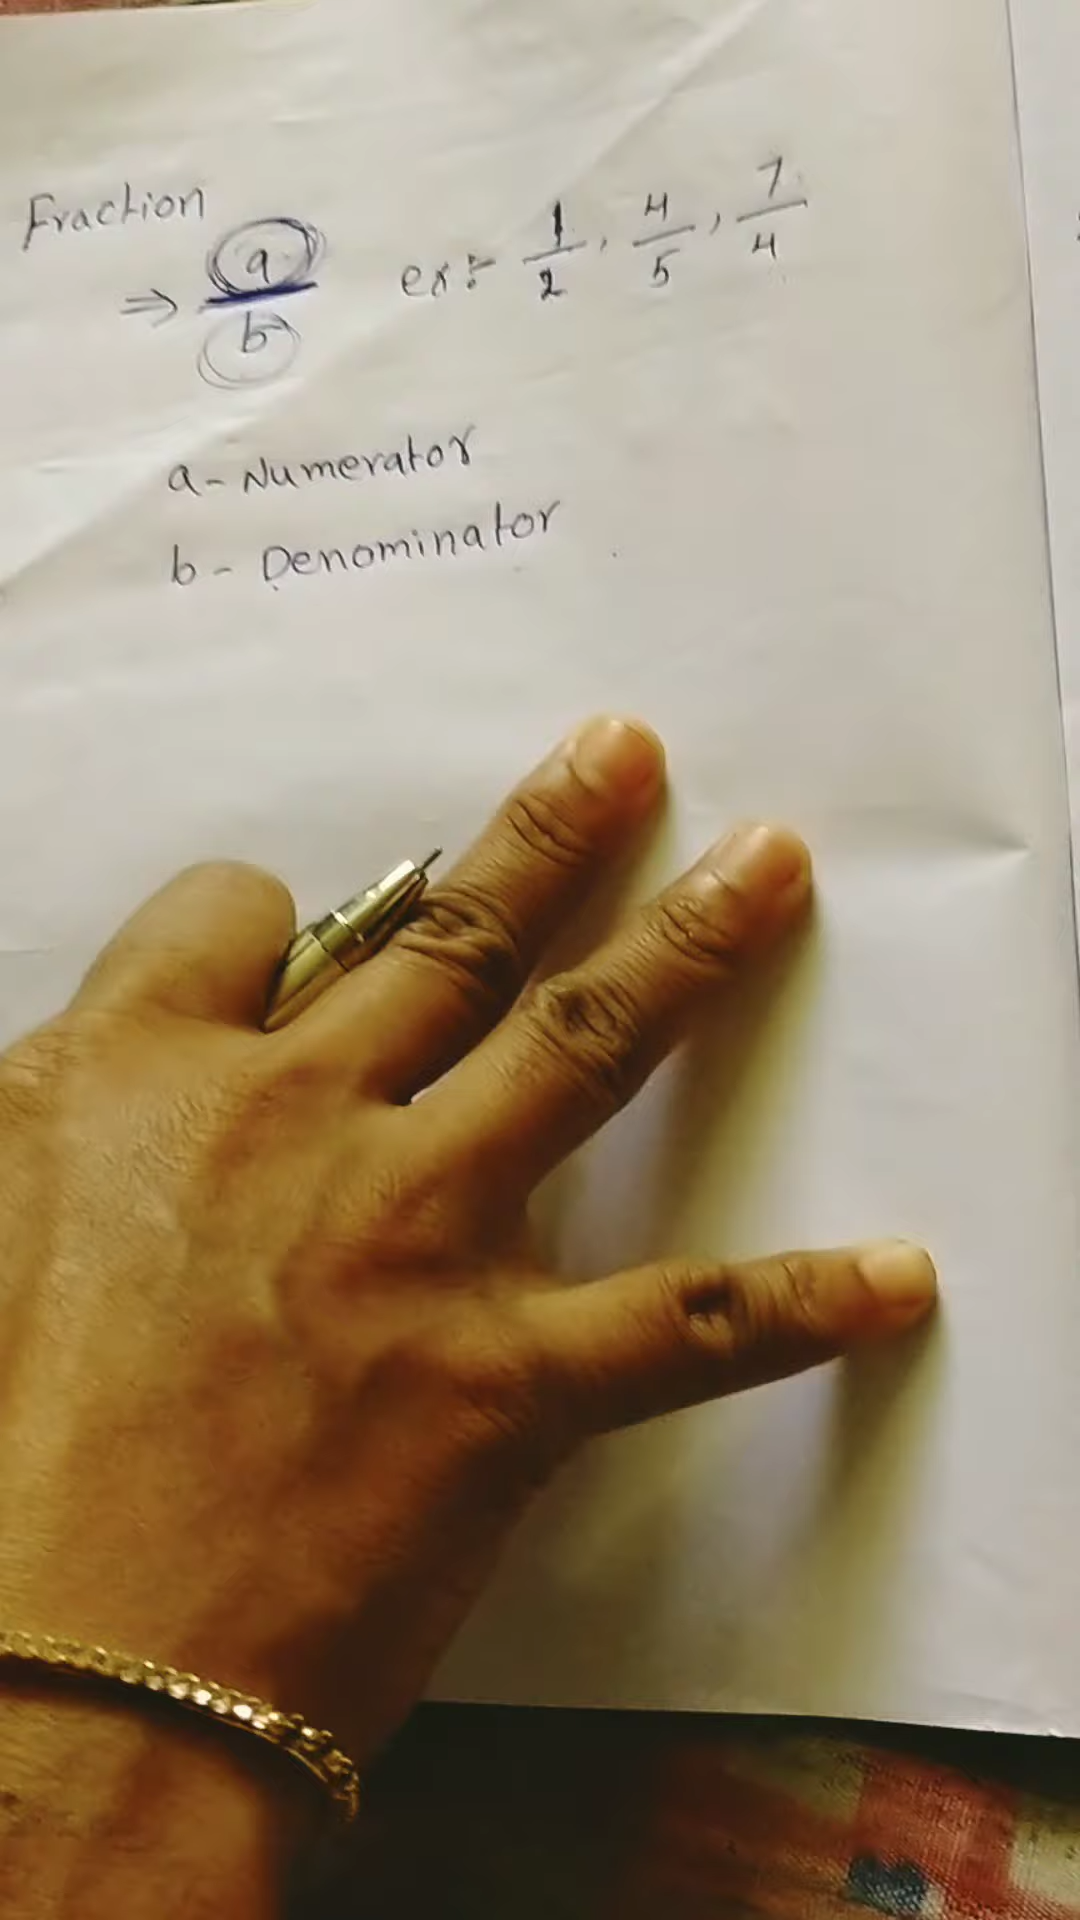 Fraction
⇒ a/b ex:- 1/2, 4/5, 7/4
a - Numerator
b - Denominator